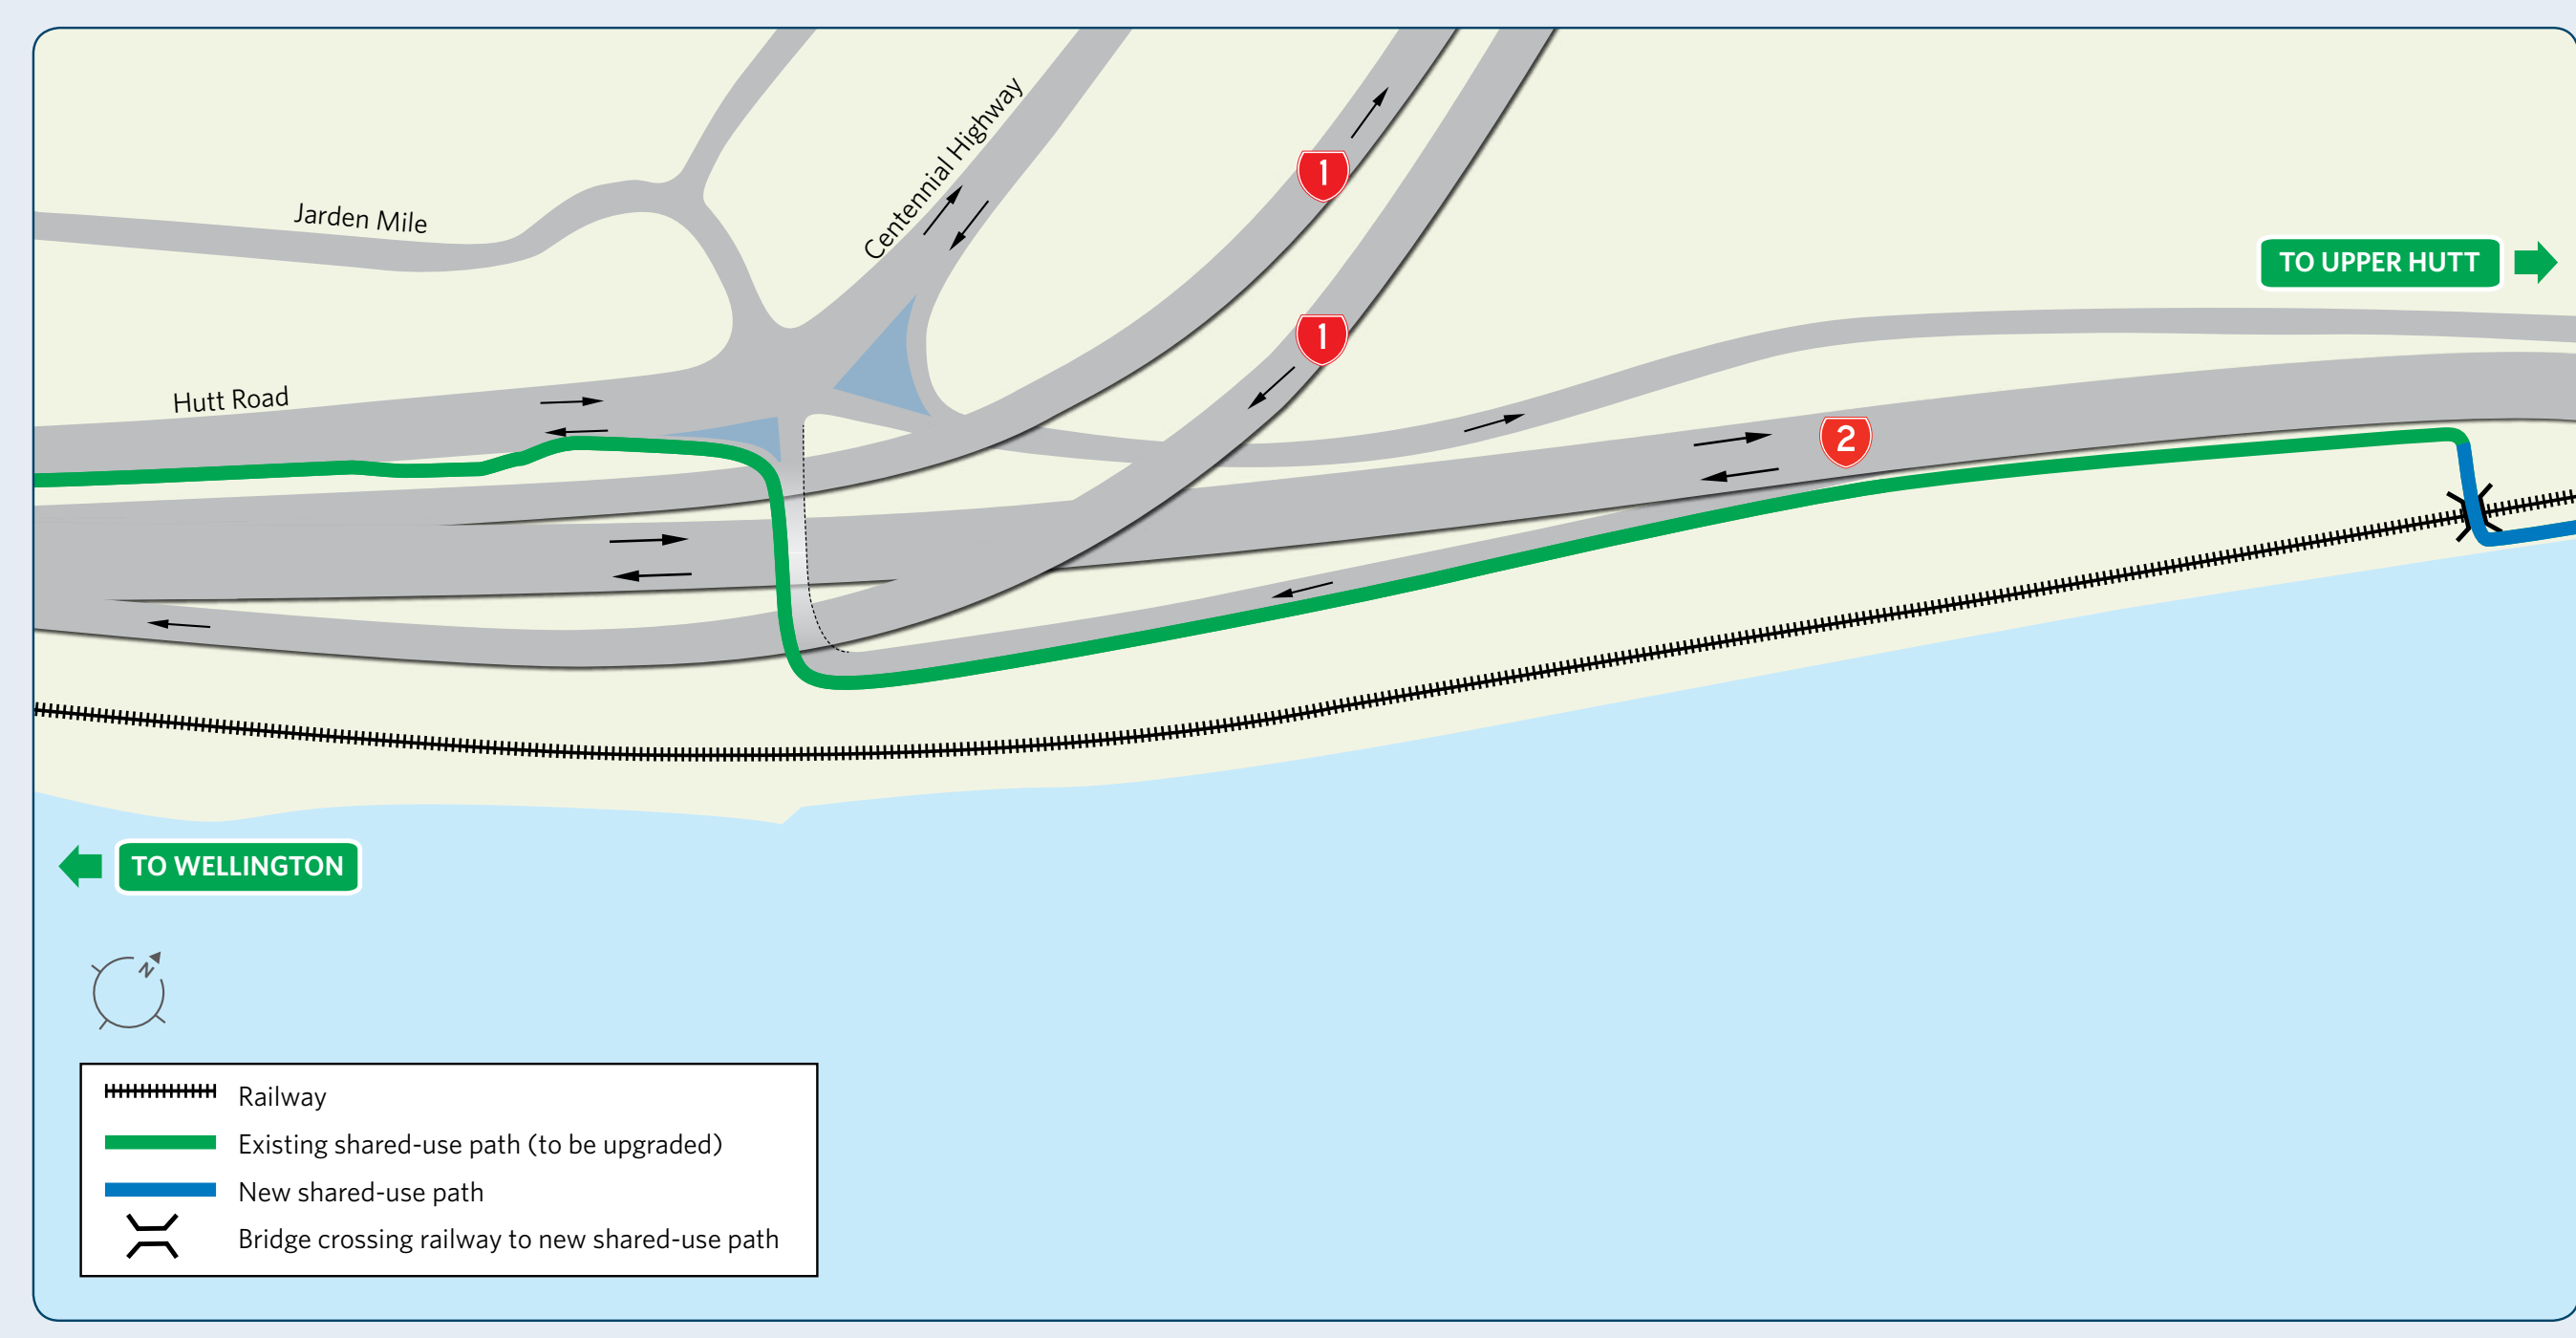 Centennial Highway
1
Jarden Mile
TO UPPER HUTT
1
Hutt Road
2
TO WELLINGTON
N
Railway
Existing shared-use path (to be upgraded)
New shared-use path
Bridge crossing railway to new shared-use path